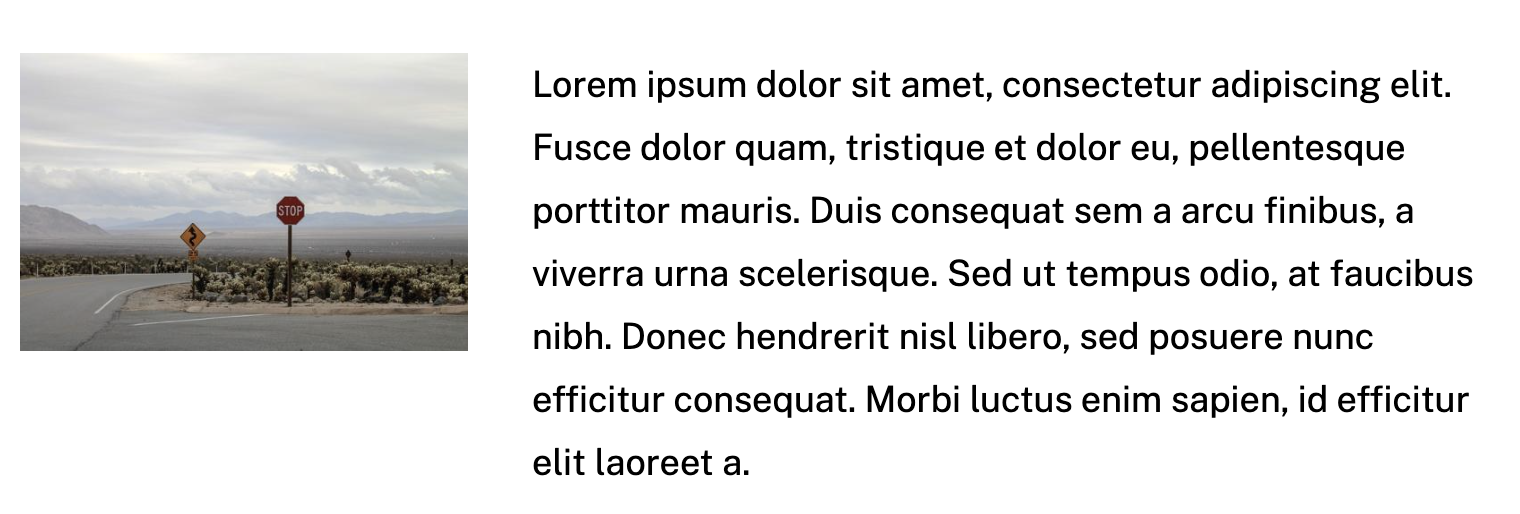 STOP
Lorem ipsum dolor sit amet, consectetur adipiscing elit.
Fusce dolor quam, tristique et dolor eu, pellentesque
porttitor mauris. Duis consequat sem a arcu finibus, a
viverra urna scelerisque. Sed ut tempus odio, at faucibus
nibh. Donec hendrerit nisl libero, sed posuere nunc
efficitur consequat. Morbi luctus enim sapien, id efficitur
elit laoreet a.